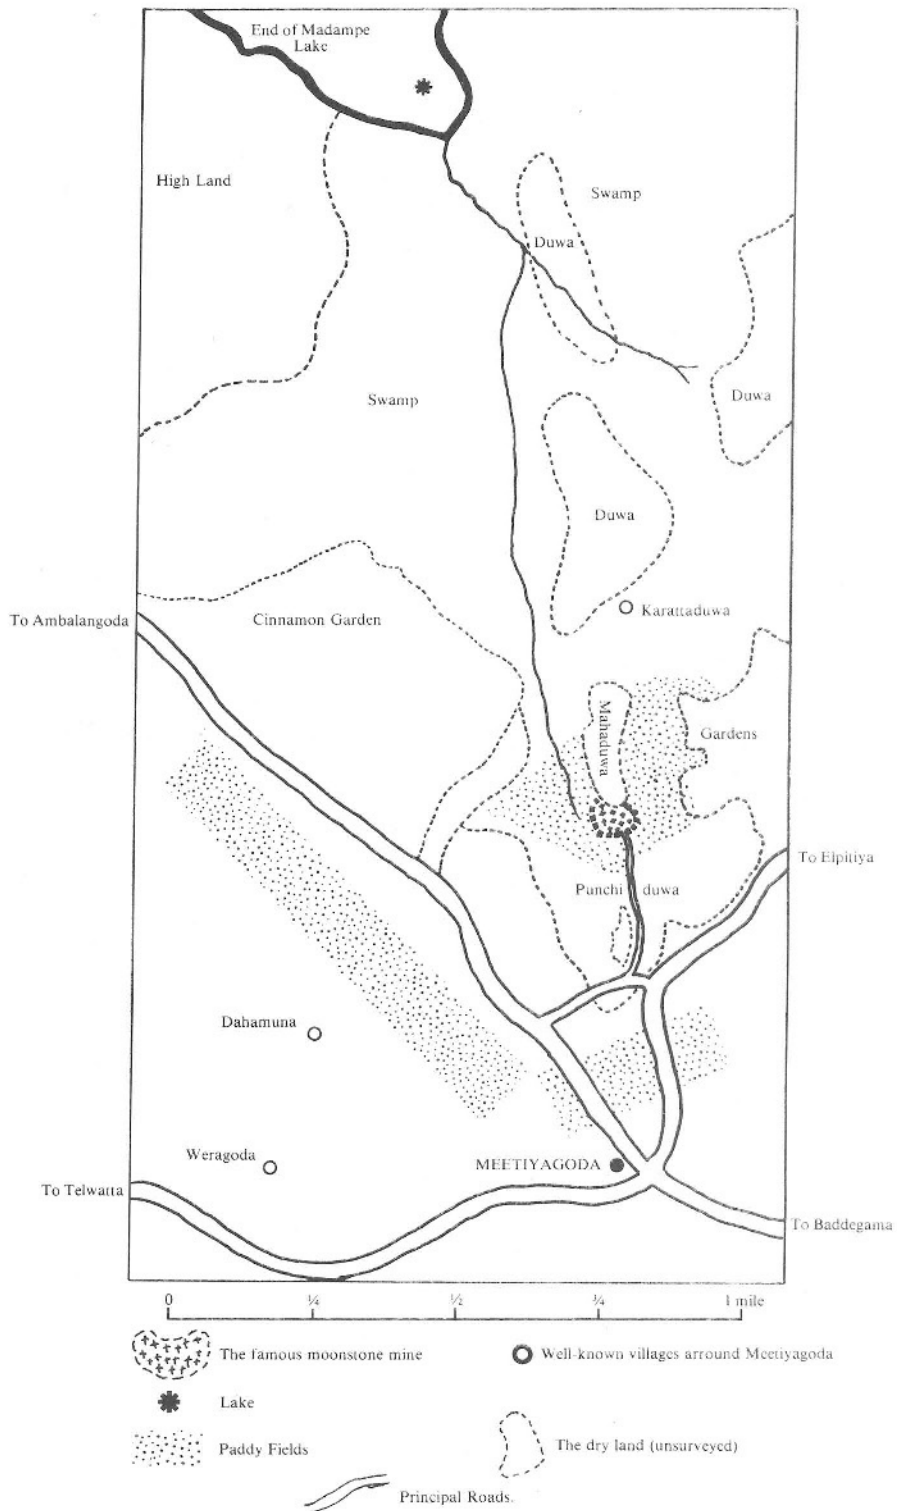 End of Madampe
Lake
High Land
Swamp
Duwa
Duwa
Swamp
Duwa
To Ambalangoda
Cinnamon Garden
Karattaduwa
Mahaduwa
Gardens
To Elpitiya
Punchi duwa
Dahamuna
Weragoda
MEETIYAGODA
To Telwatta
To Baddegama
0 ¼ ½ ¾ 1 mile
The famous moonstone mine
Well-known villages arround Meetiyagoda
Lake
Paddy Fields
The dry land (unsurveyed)
Principal Roads.